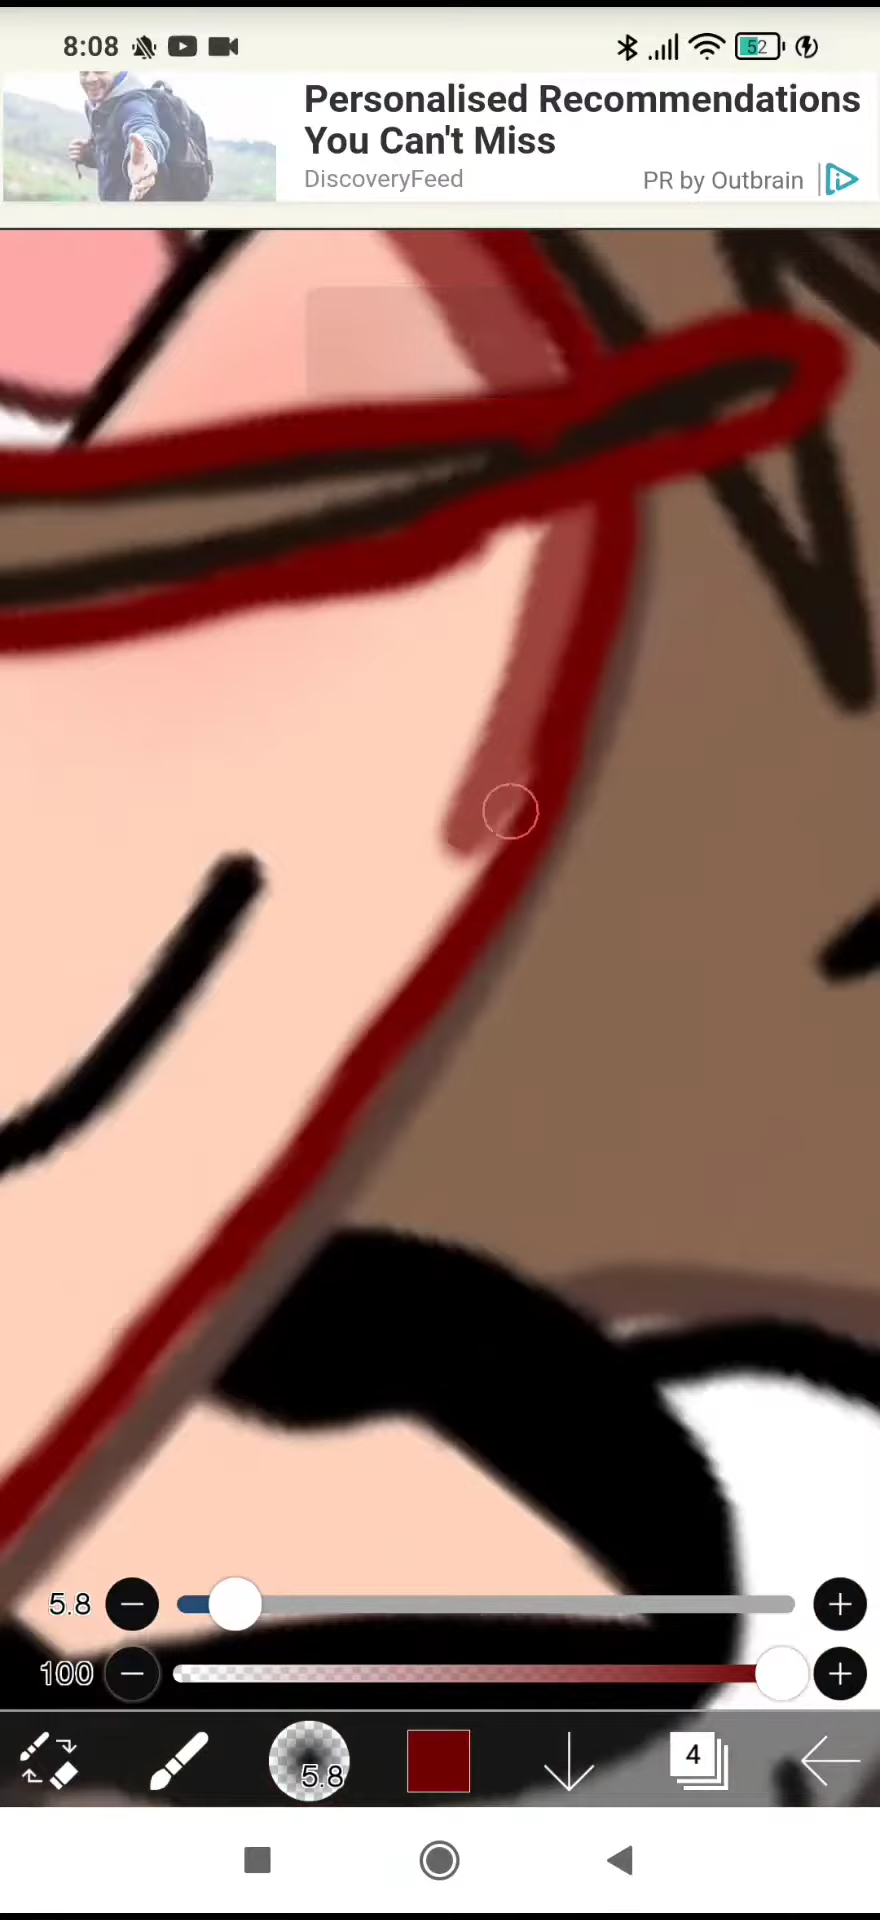 8:08
52
Personalised Recommendations
You Can't Miss
DiscoveryFeed
PR by Outbrain
5.8
100
5.8
4